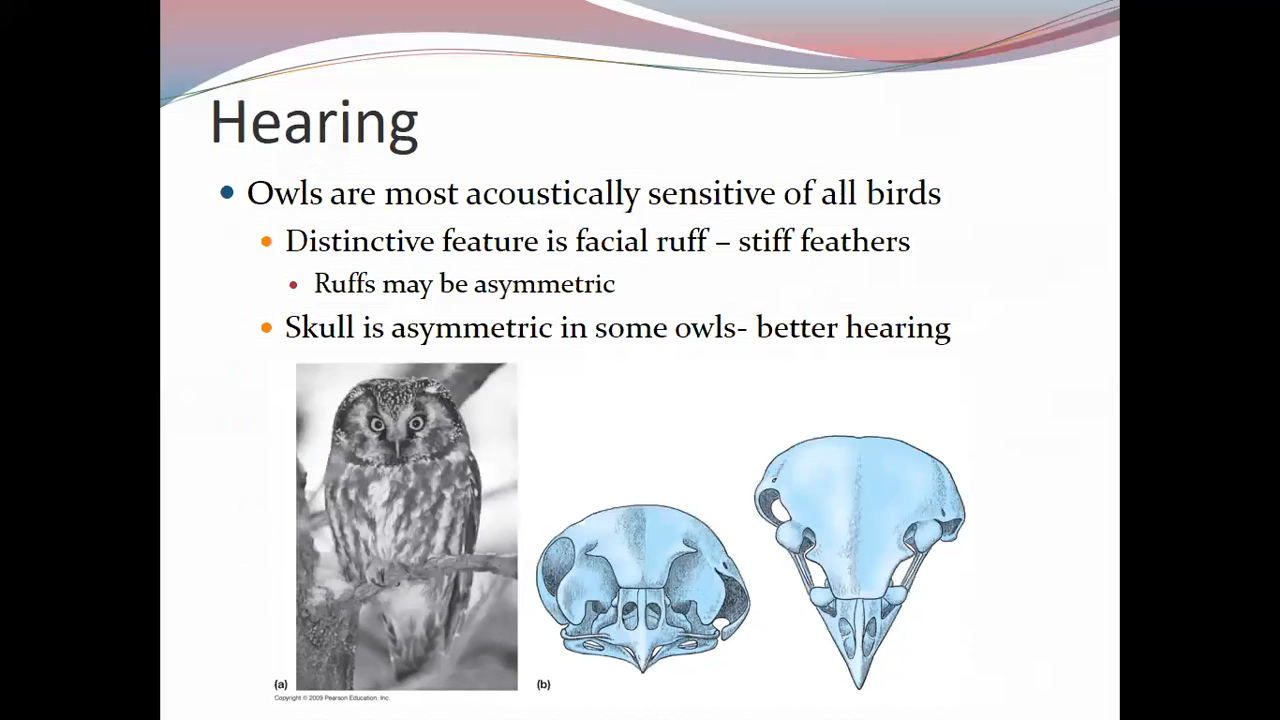 Hearing
• Owls are most acoustically sensitive of all birds
• Distinctive feature is facial ruff – stiff feathers
• Ruffs may be asymmetric
• Skull is asymmetric in some owls- better hearing
(a)
(b)
Copyright © 2009 Pearson Education, Inc.